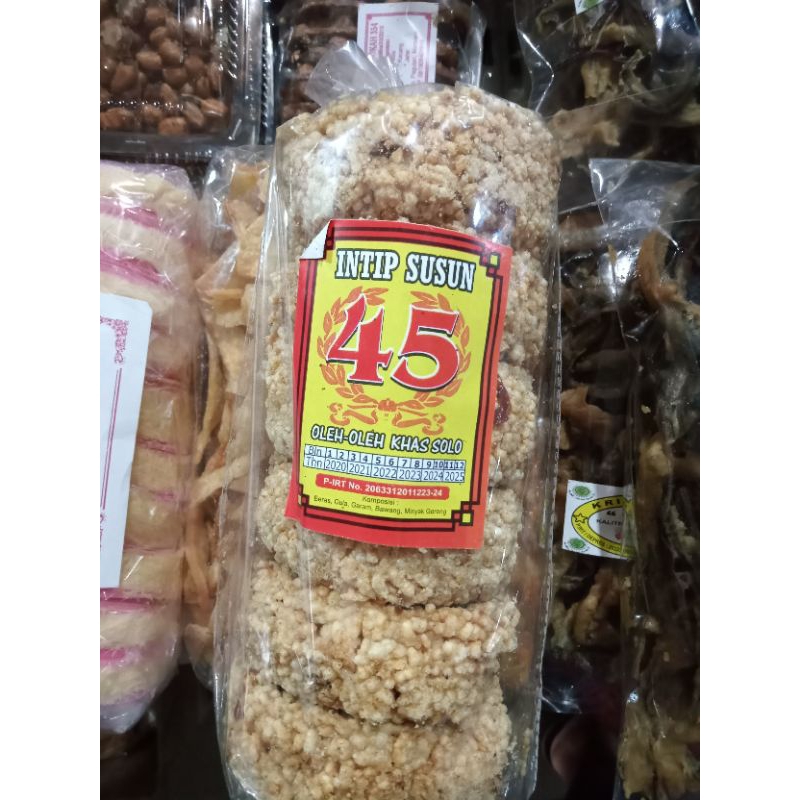 INTIP SUSUN
45
OLEH-OLEH KHAS SOLO
Bln 1 2 3 4 5 6 7 8 9 10 11 12
Thn 2020 2021 2022 2023 2024 2025
P-IRT No. 2063312011223-24
Komposisi :
Beras, Gula, Garam, Bawang, Minyak Goreng
KRI